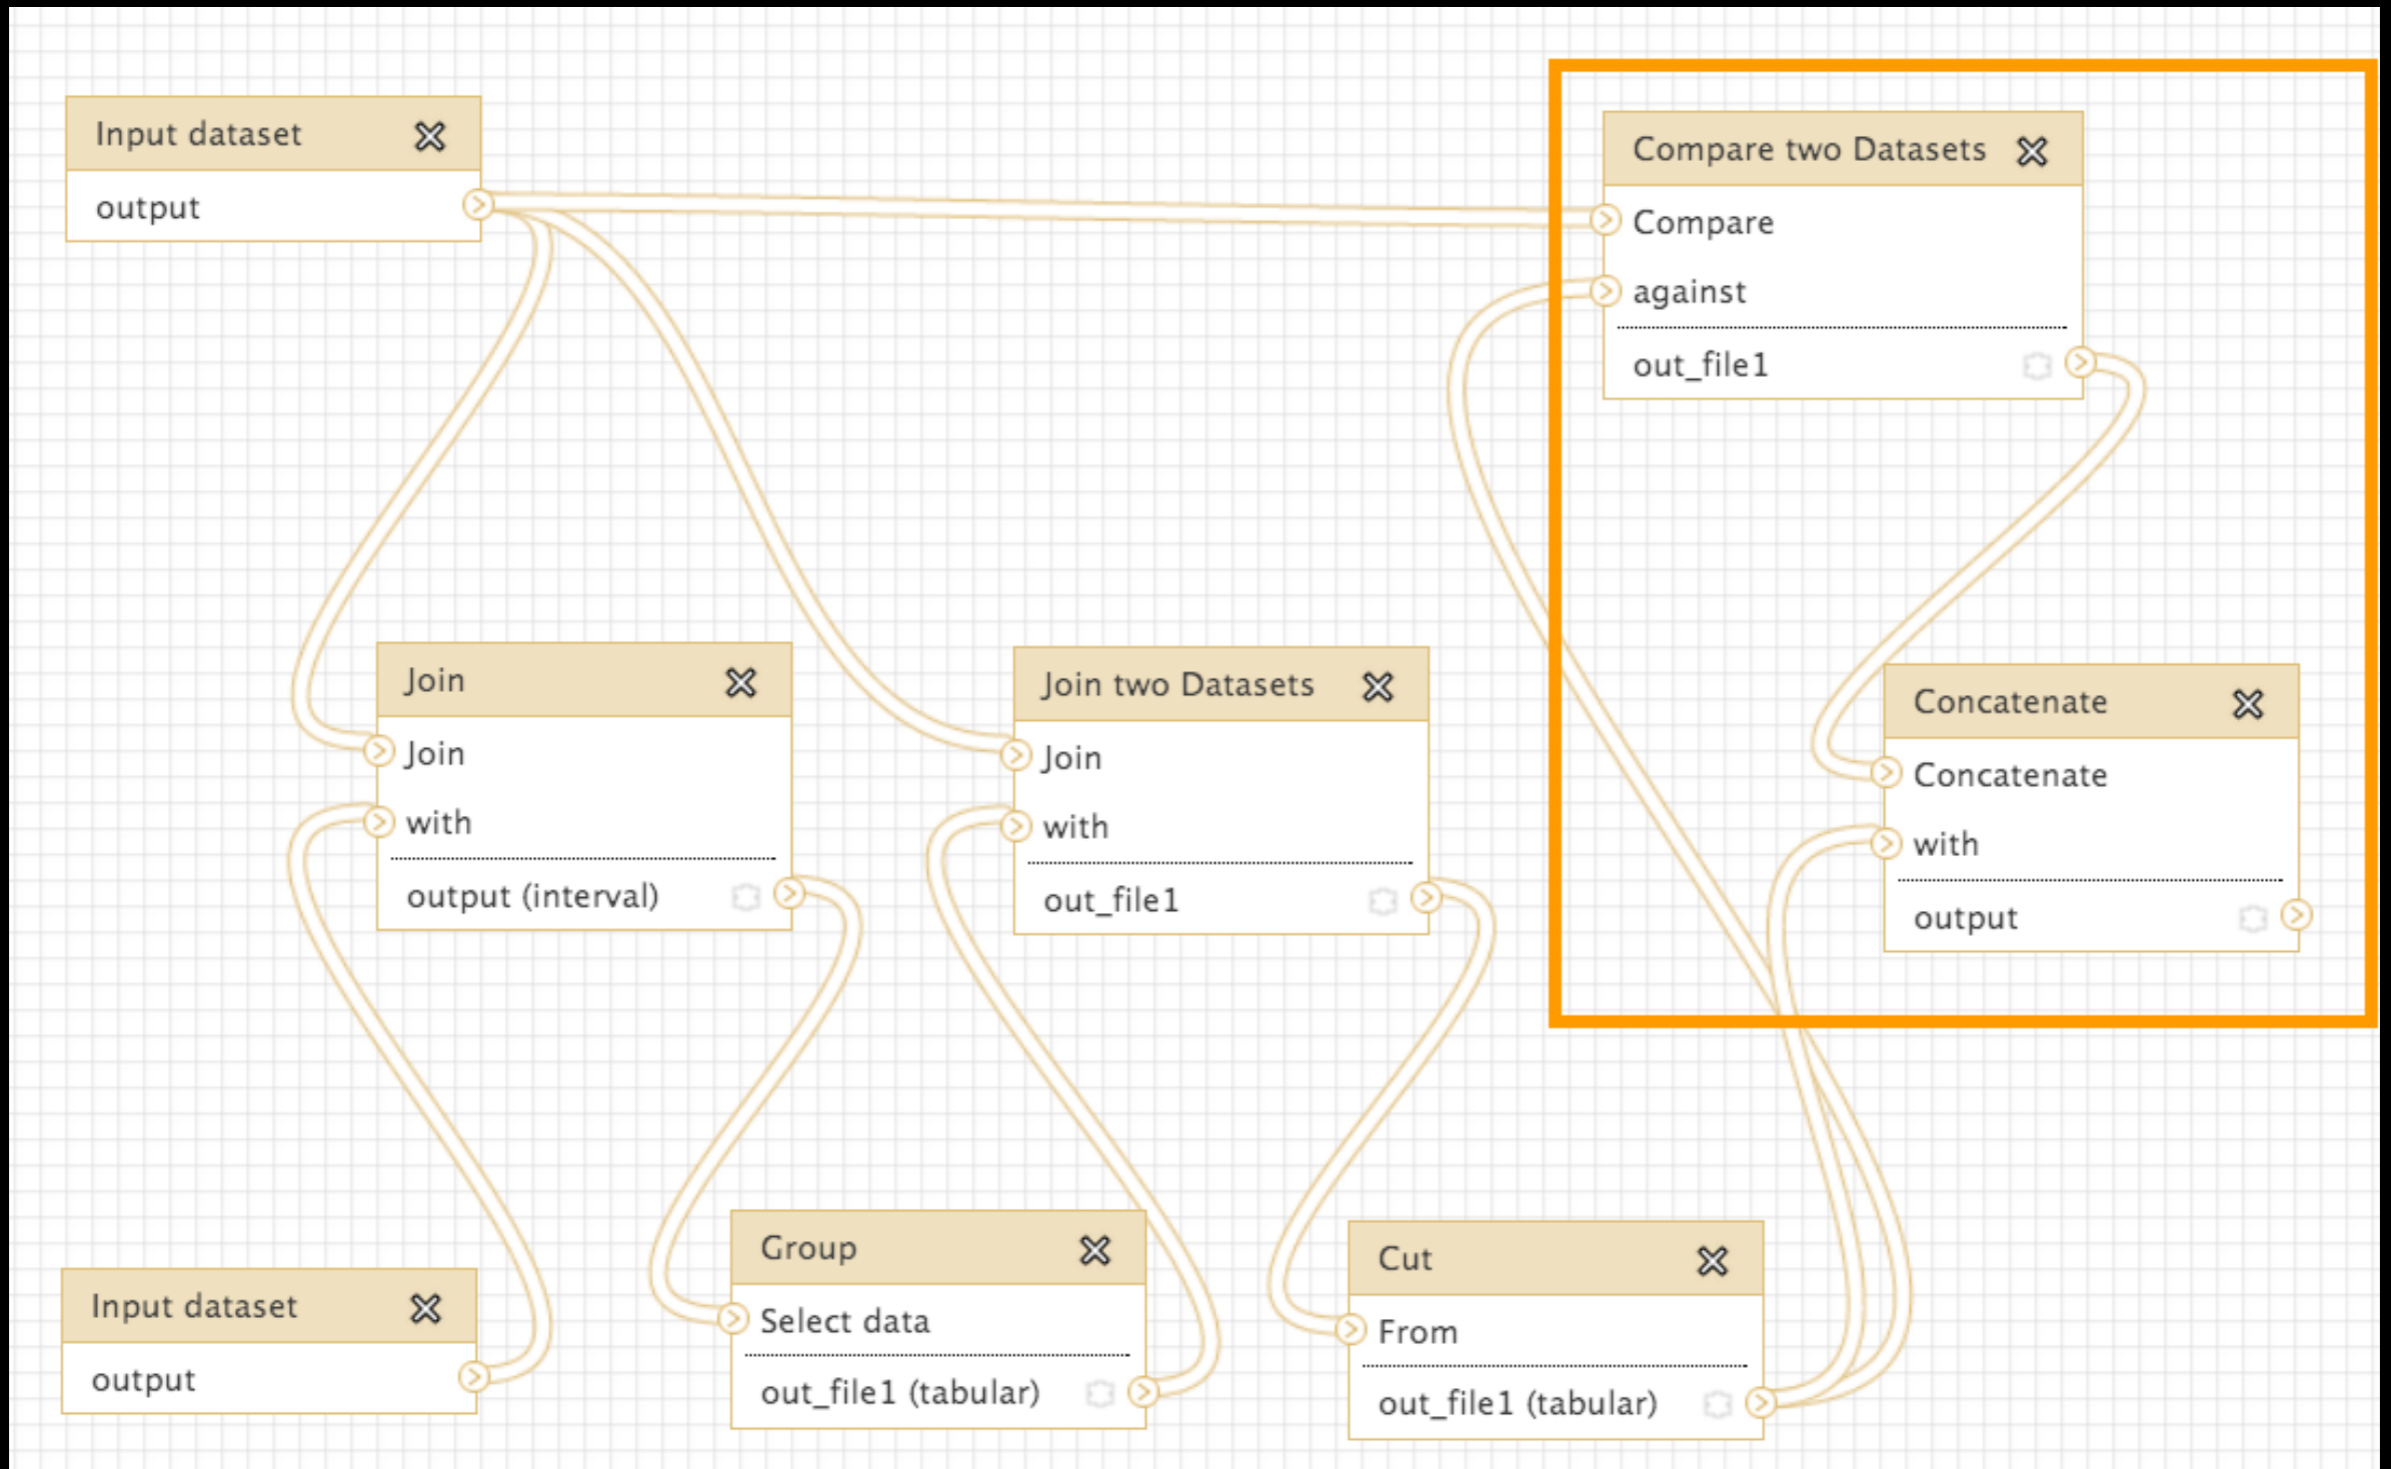 Input dataset
output
Compare two Datasets
Compare
against
out_file1
Join
Join
with
output (interval)
Join two Datasets
Join
with
out_file1
Concatenate
Concatenate
with
output
Input dataset
output
Group
Select data
out_file1 (tabular)
Cut
From
out_file1 (tabular)